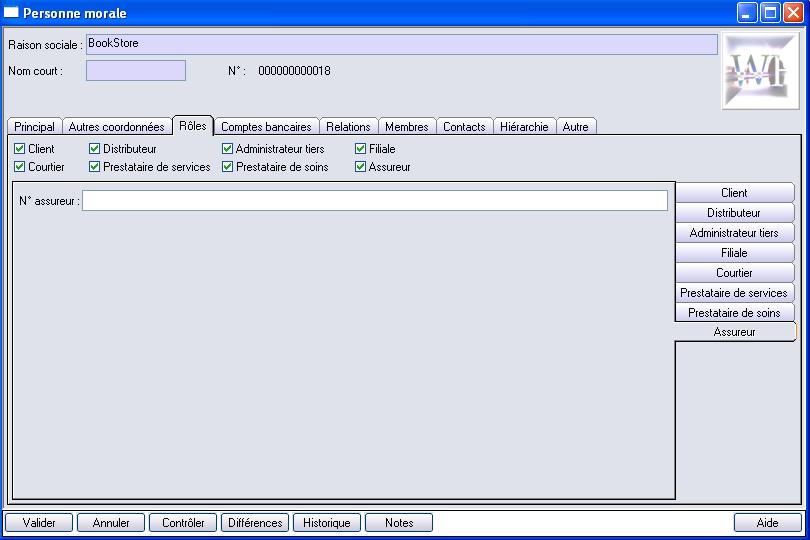 Personne morale
Raison sociale : BookStore
Nom court : N° : 000000000018
Principal Autres coordonnées Rôles Comptes bancaires Relations Membres Contacts Hiérarchie Autre
Client Distributeur Administrateur tiers Filiale
Courtier Prestataire de services Prestataire de soins Assureur
N° assureur :
Client
Distributeur
Administrateur tiers
Filiale
Courtier
Prestataire de services
Prestataire de soins
Assureur
Valider Annuler Contrôler Différences Historique Notes Aide